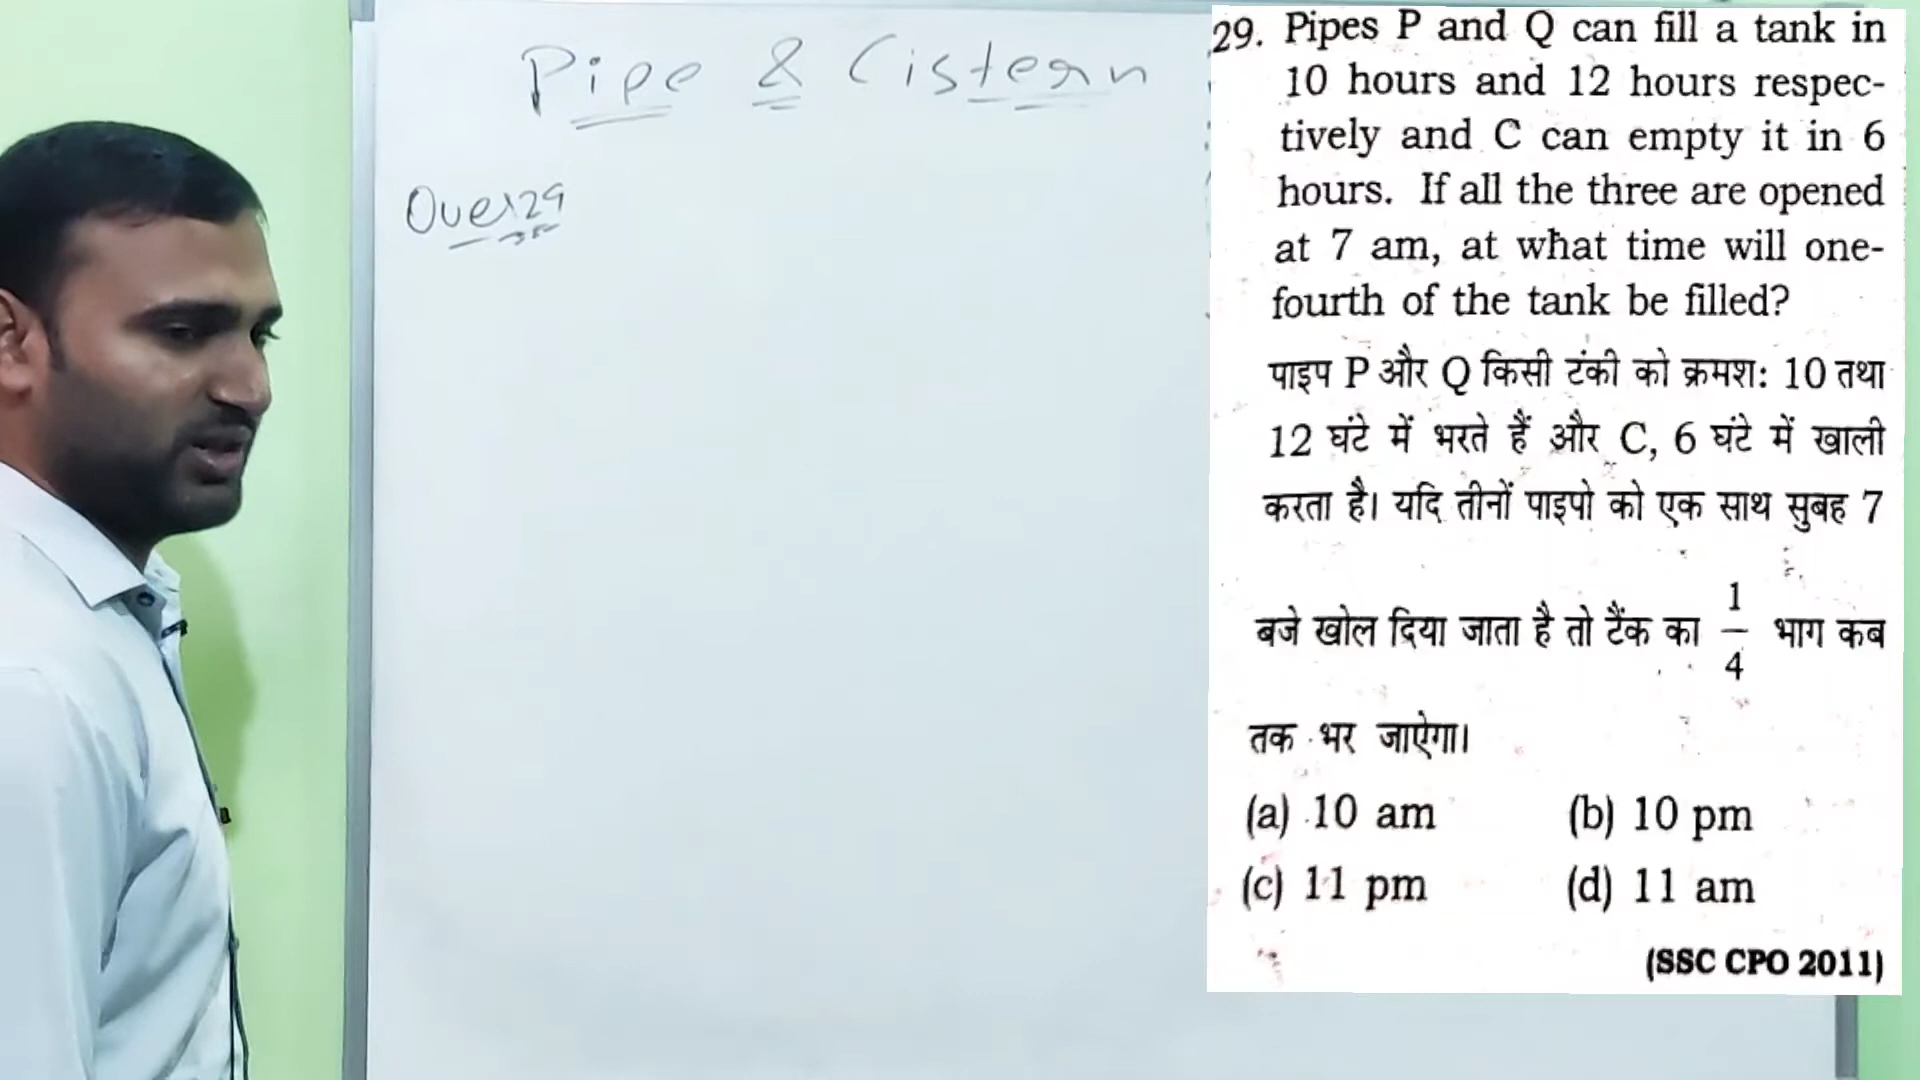 Pipe & Cistern
Que:29
29. Pipes P and Q can fill a tank in
10 hours and 12 hours respec-
tively and C can empty it in 6
hours. If all the three are opened
at 7 am, at what time will one-
fourth of the tank be filled?
पाइप P और Q किसी टंकी को क्रमश: 10 तथा
12 घंटे में भरते हैं और C, 6 घंटे में खाली
करता है। यदि तीनों पाइपो को एक साथ सुबह 7
बजे खोल दिया जाता है तो टैंक का 1/4 भाग कब
तक भर जाऐगा।
(a) 10 am (b) 10 pm
(c) 11 pm (d) 11 am
(SSC CPO 2011)